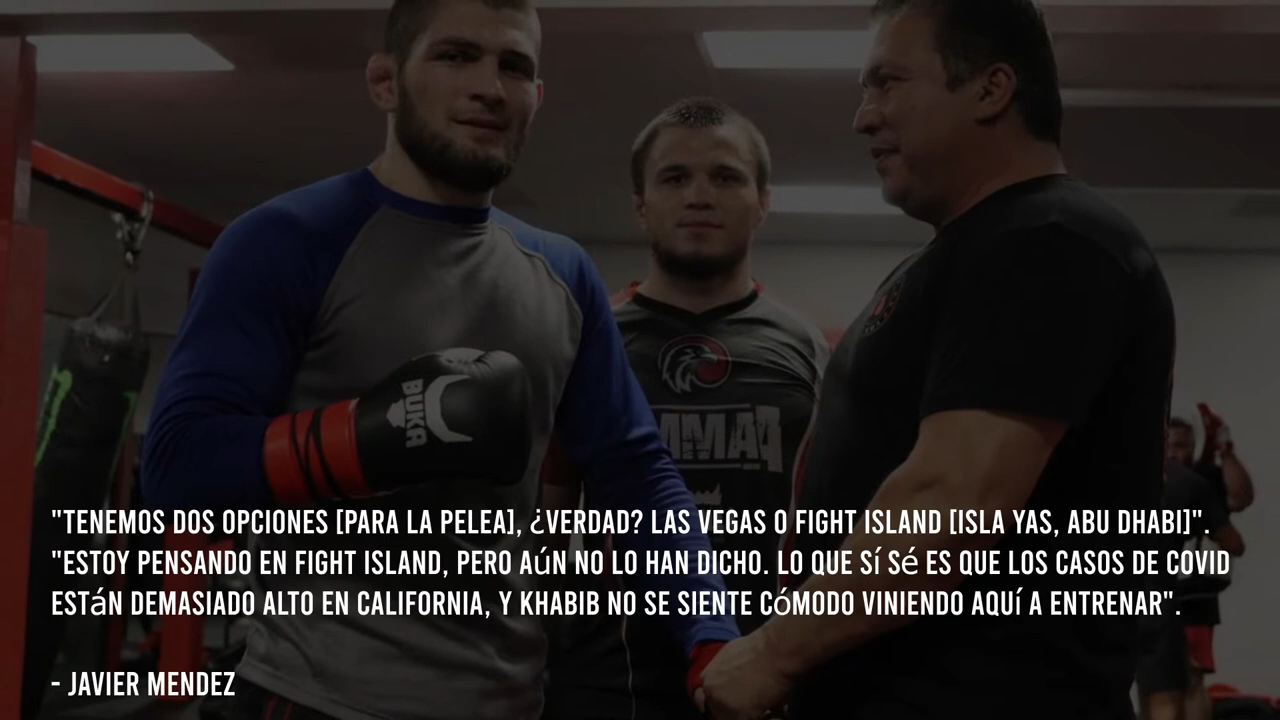 BUKA
MMA
"TENEMOS DOS OPCIONES [PARA LA PELEA], ¿VERDAD? LAS VEGAS O FIGHT ISLAND [ISLA YAS, ABU DHABI]".
"ESTOY PENSANDO EN FIGHT ISLAND, PERO AúN NO LO HAN DICHO. LO QUE Sí Sé ES QUE LOS CASOS DE COVID
ESTáN DEMASIADO ALTO EN CALIFORNIA, Y KHABIB NO SE SIENTE CóMODO VINIENDO AQUí A ENTRENAR".
- JAVIER MENDEZ